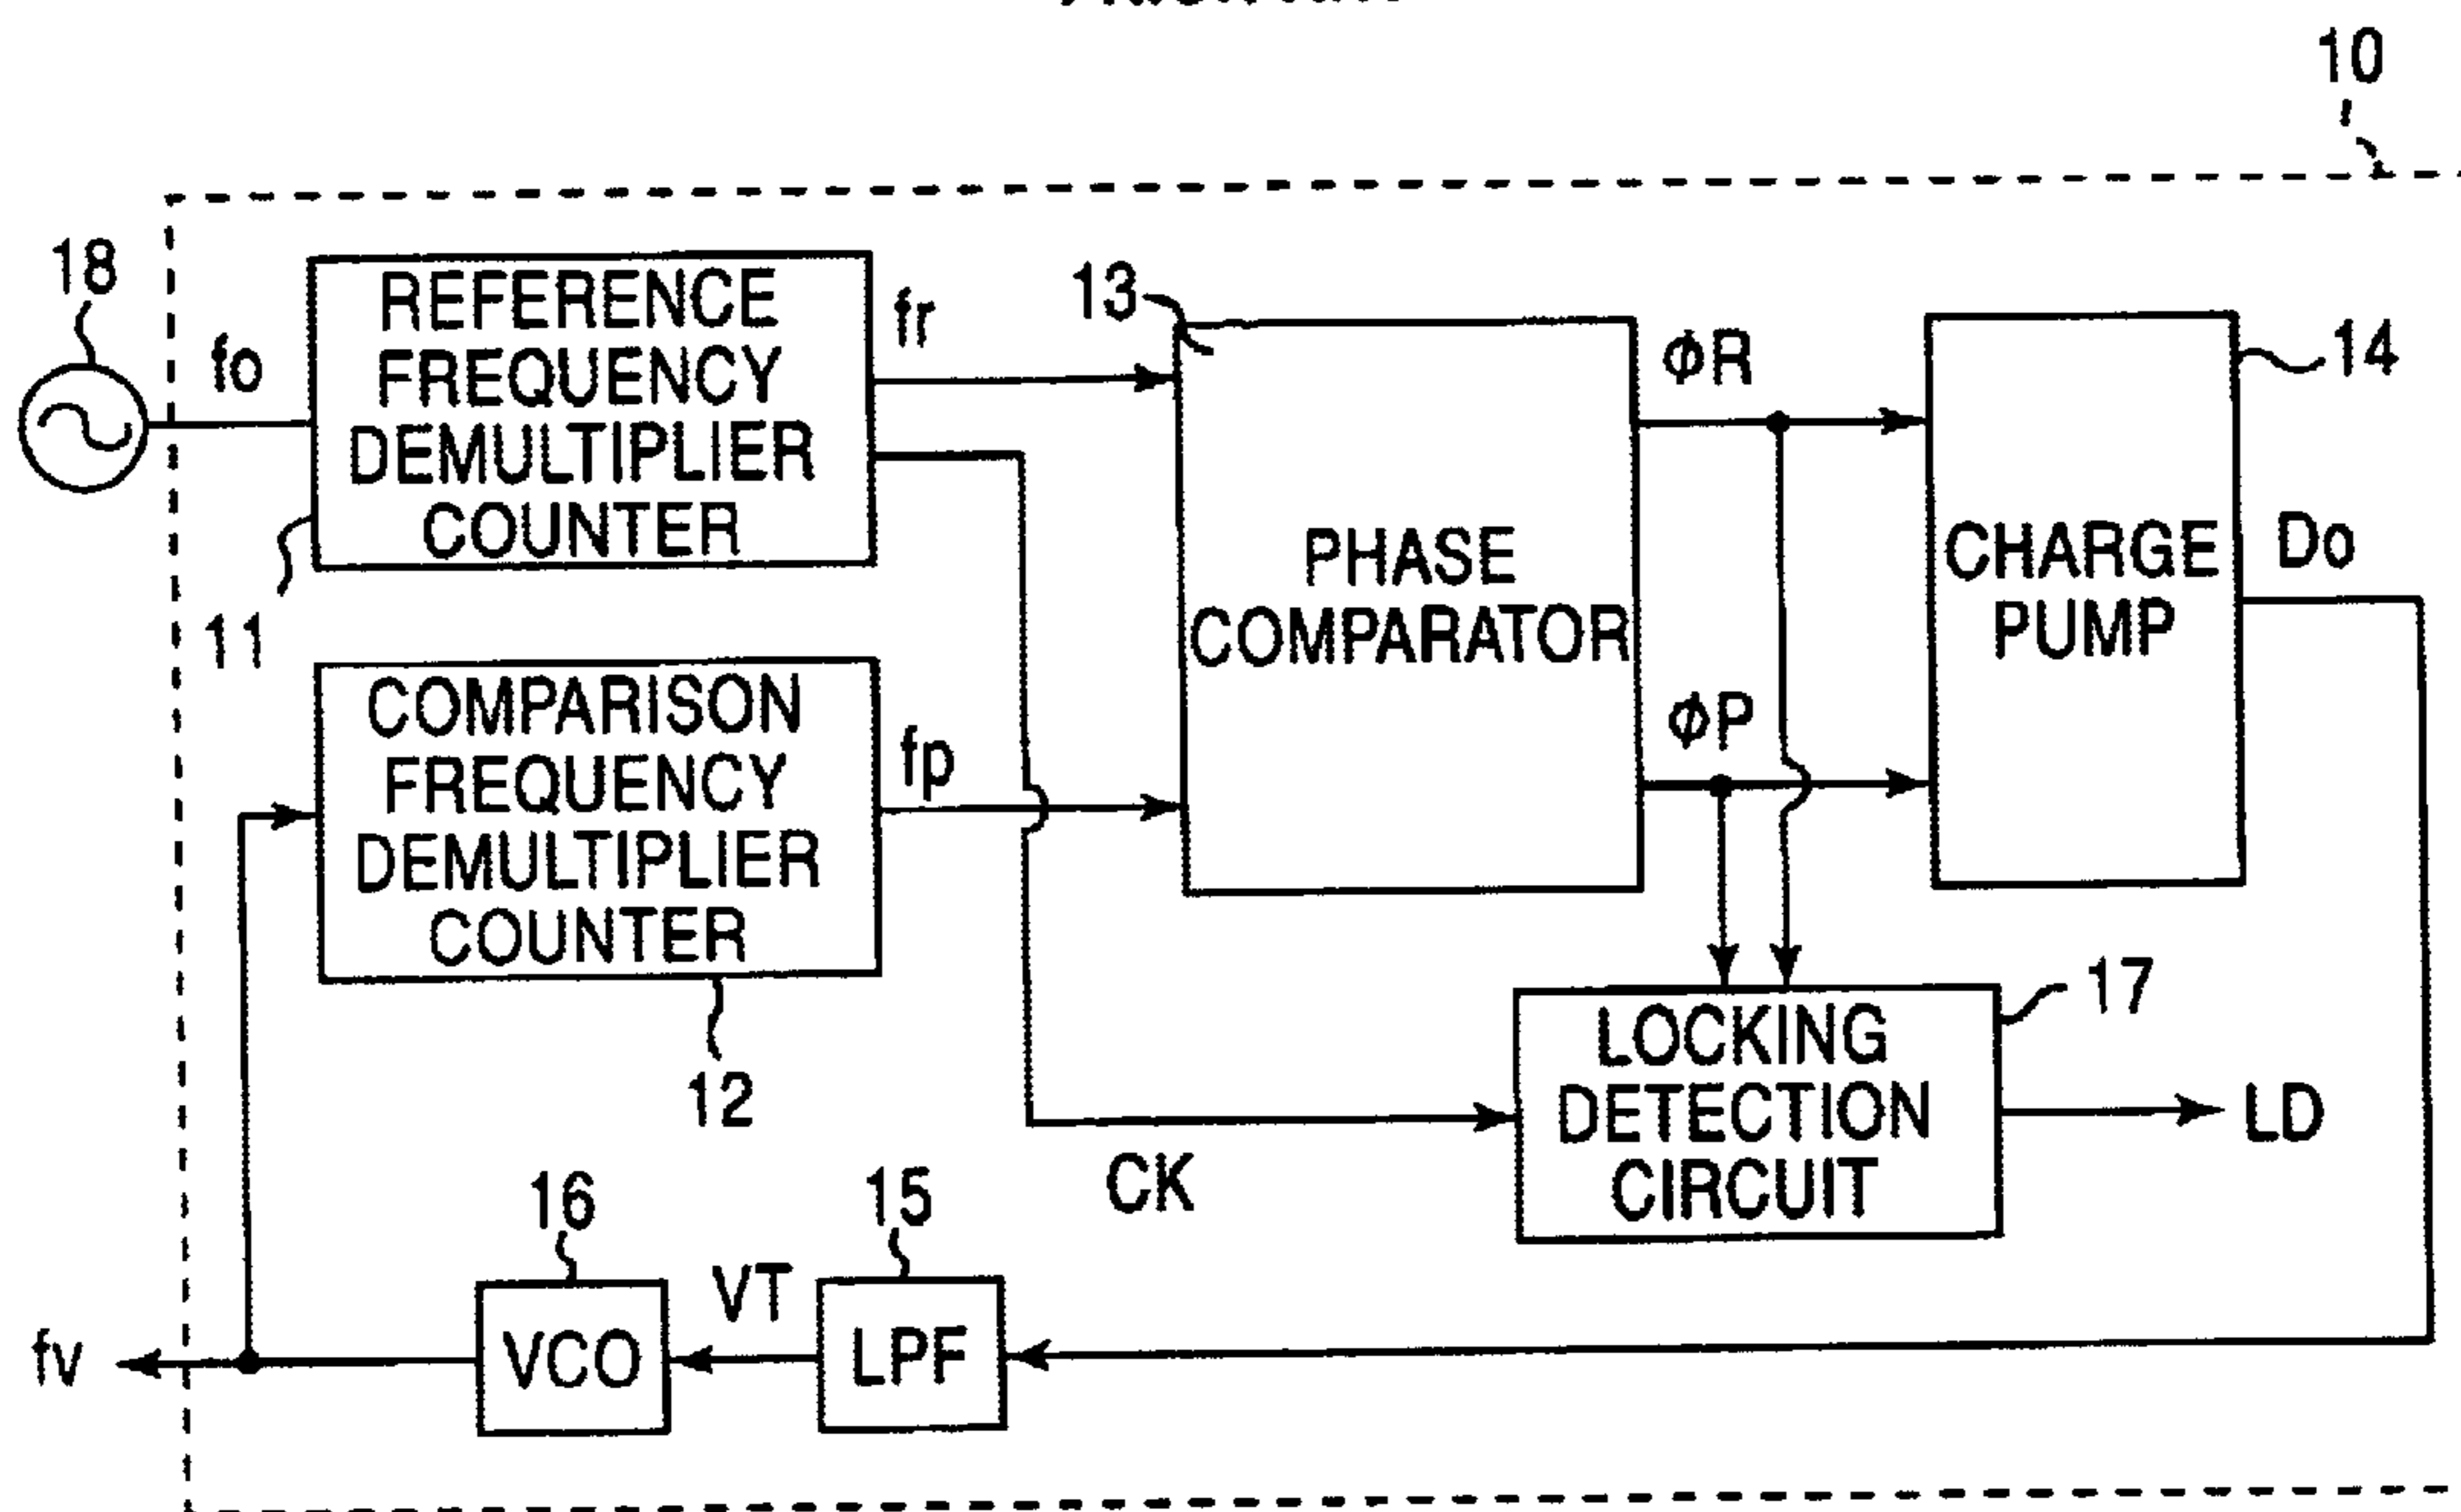 10
18
fo
REFERENCE
FREQUENCY
DEMULTIPLIER
COUNTER
11
fr
13
PHASE
COMPARATOR
ΦR
ΦP
CHARGE
PUMP
14
Do
COMPARISON
FREQUENCY
DEMULTIPLIER
COUNTER
12
fp
LOCKING
DETECTION
CIRCUIT
17
LD
CK
16
VCO
VT
15
LPF
fv